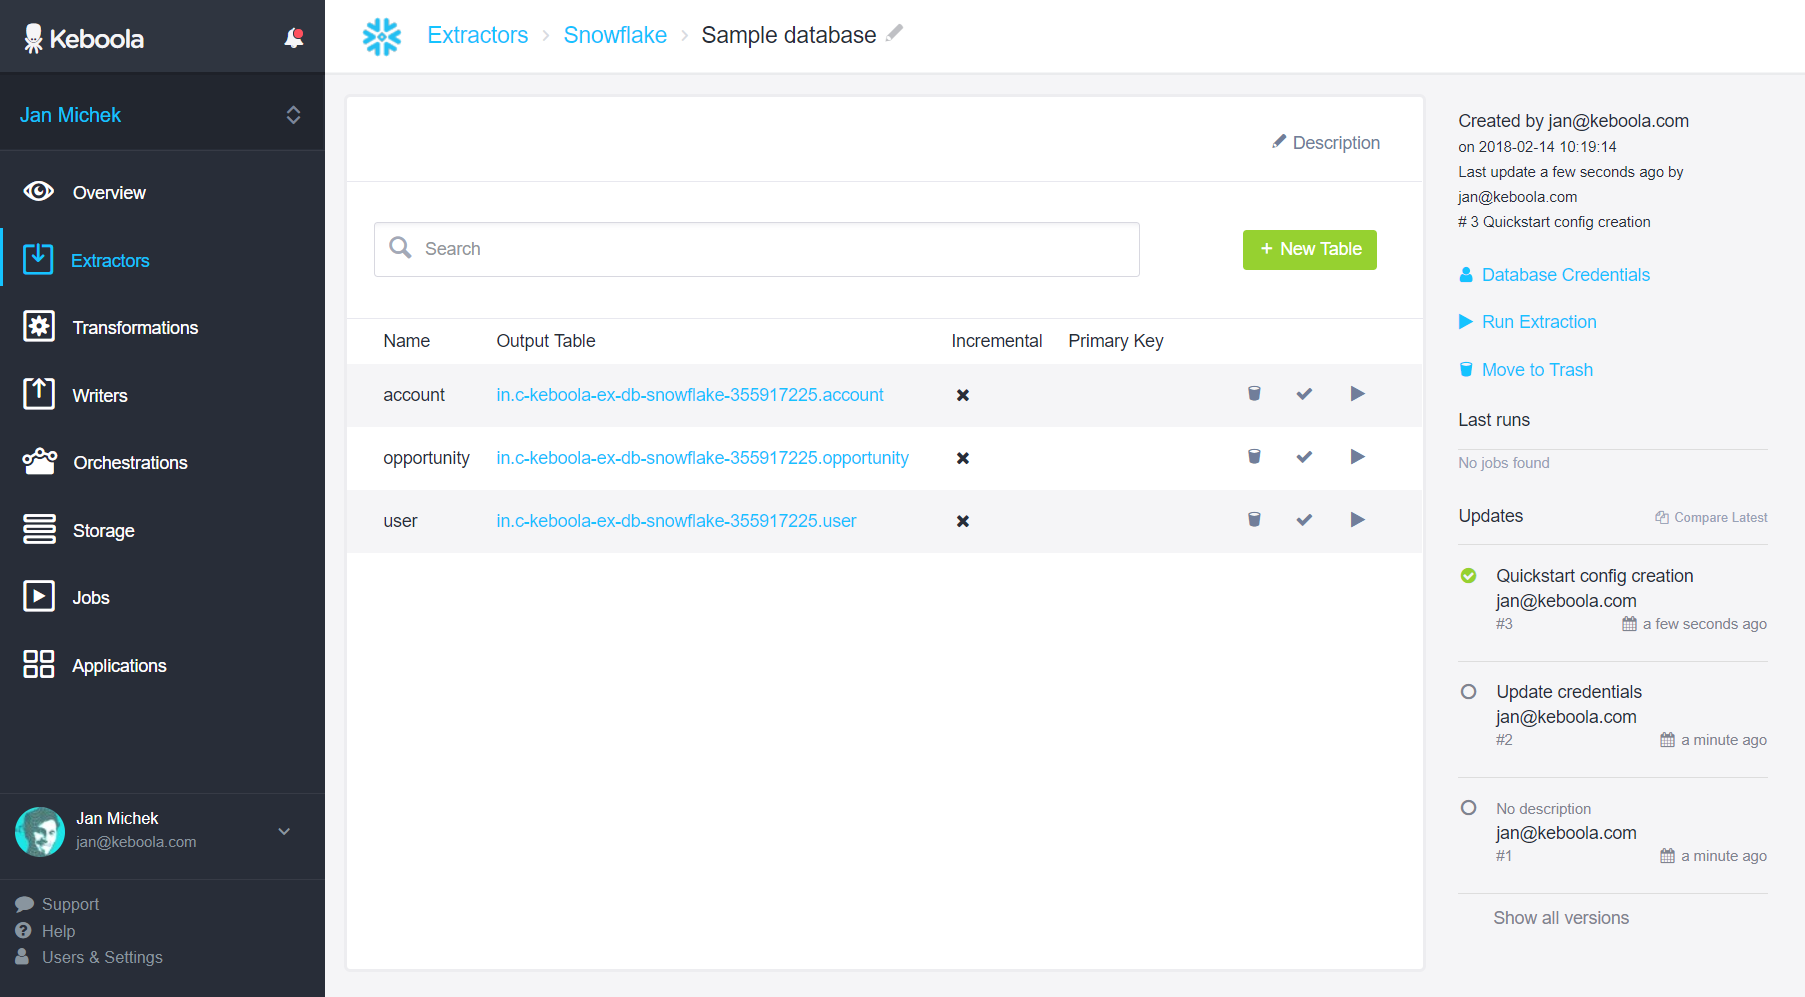 Keboola
Jan Michek
Overview
Extractors
Transformations
Writers
Orchestrations
Storage
Jobs
Applications
Jan Michek
jan@keboola.com
Support
Help
Users & Settings
Extractors › Snowflake › Sample database
Description
Search
+ New Table
Name Output Table Incremental Primary Key
account in.c-keboola-ex-db-snowflake-355917225.account
opportunity in.c-keboola-ex-db-snowflake-355917225.opportunity
user in.c-keboola-ex-db-snowflake-355917225.user
Created by jan@keboola.com
on 2018-02-14 10:19:14
Last update a few seconds ago by
jan@keboola.com
# 3 Quickstart config creation
Database Credentials
Run Extraction
Move to Trash
Last runs
No jobs found
Updates Compare Latest
Quickstart config creation
jan@keboola.com
#3 a few seconds ago
Update credentials
jan@keboola.com
#2 a minute ago
No description
jan@keboola.com
#1 a minute ago
Show all versions